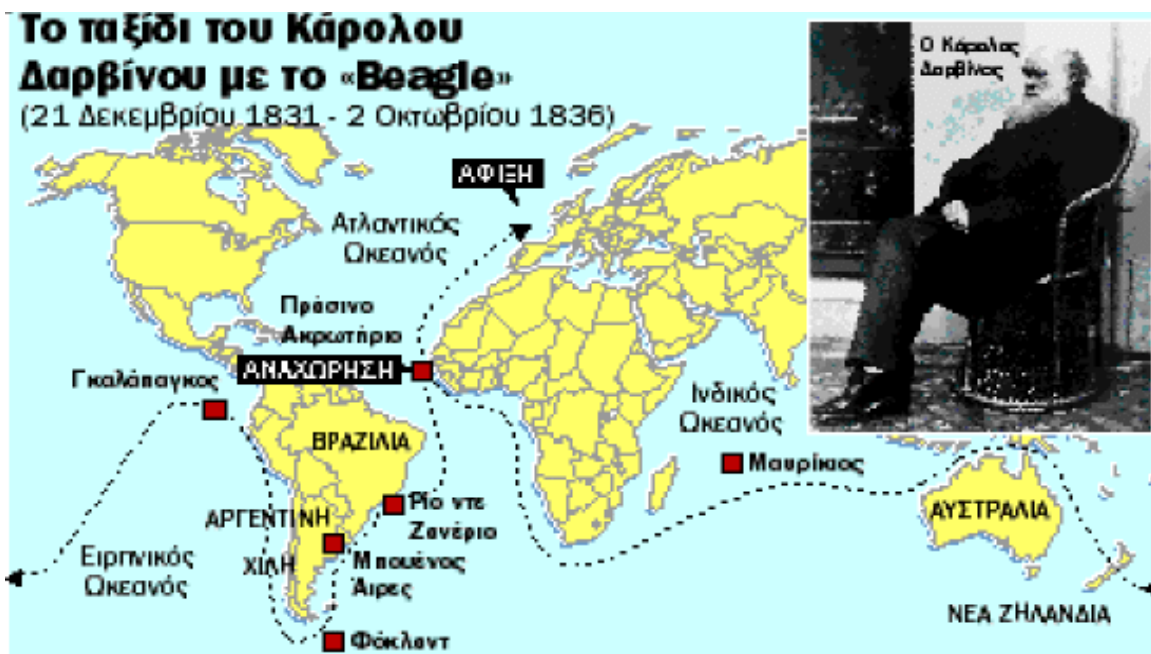 Το ταξίδι του Κάρολου
Δαρβίνου με το «Beagle»
(21 Δεκεμβρίου 1831 - 2 Οκτωβρίου 1836)
Ο Κάρολος
Δαρβίνος
ΑΦΙΞΗ
Ατλαντικός
Ωκεανός
Πράσινο
Ακρωτήριο
ΑΝΑΧΩΡΗΣΗ
Γκαλάπαγκος
Ινδικός
Ωκεανός
ΒΡΑΖΙΛΙΑ
Μαυρίκιος
Ρίο ντε
Ζανέριο
ΑΡΓΕΝΤΙΝΗ
ΑΥΣΤΡΑΛΙΑ
Ειρηνικός
Ωκεανός
ΧΙΛΗ
Μπουένος
Άιρες
ΝΕΑ ΖΗΛΑΝΔΙΑ
Φόκλαντ